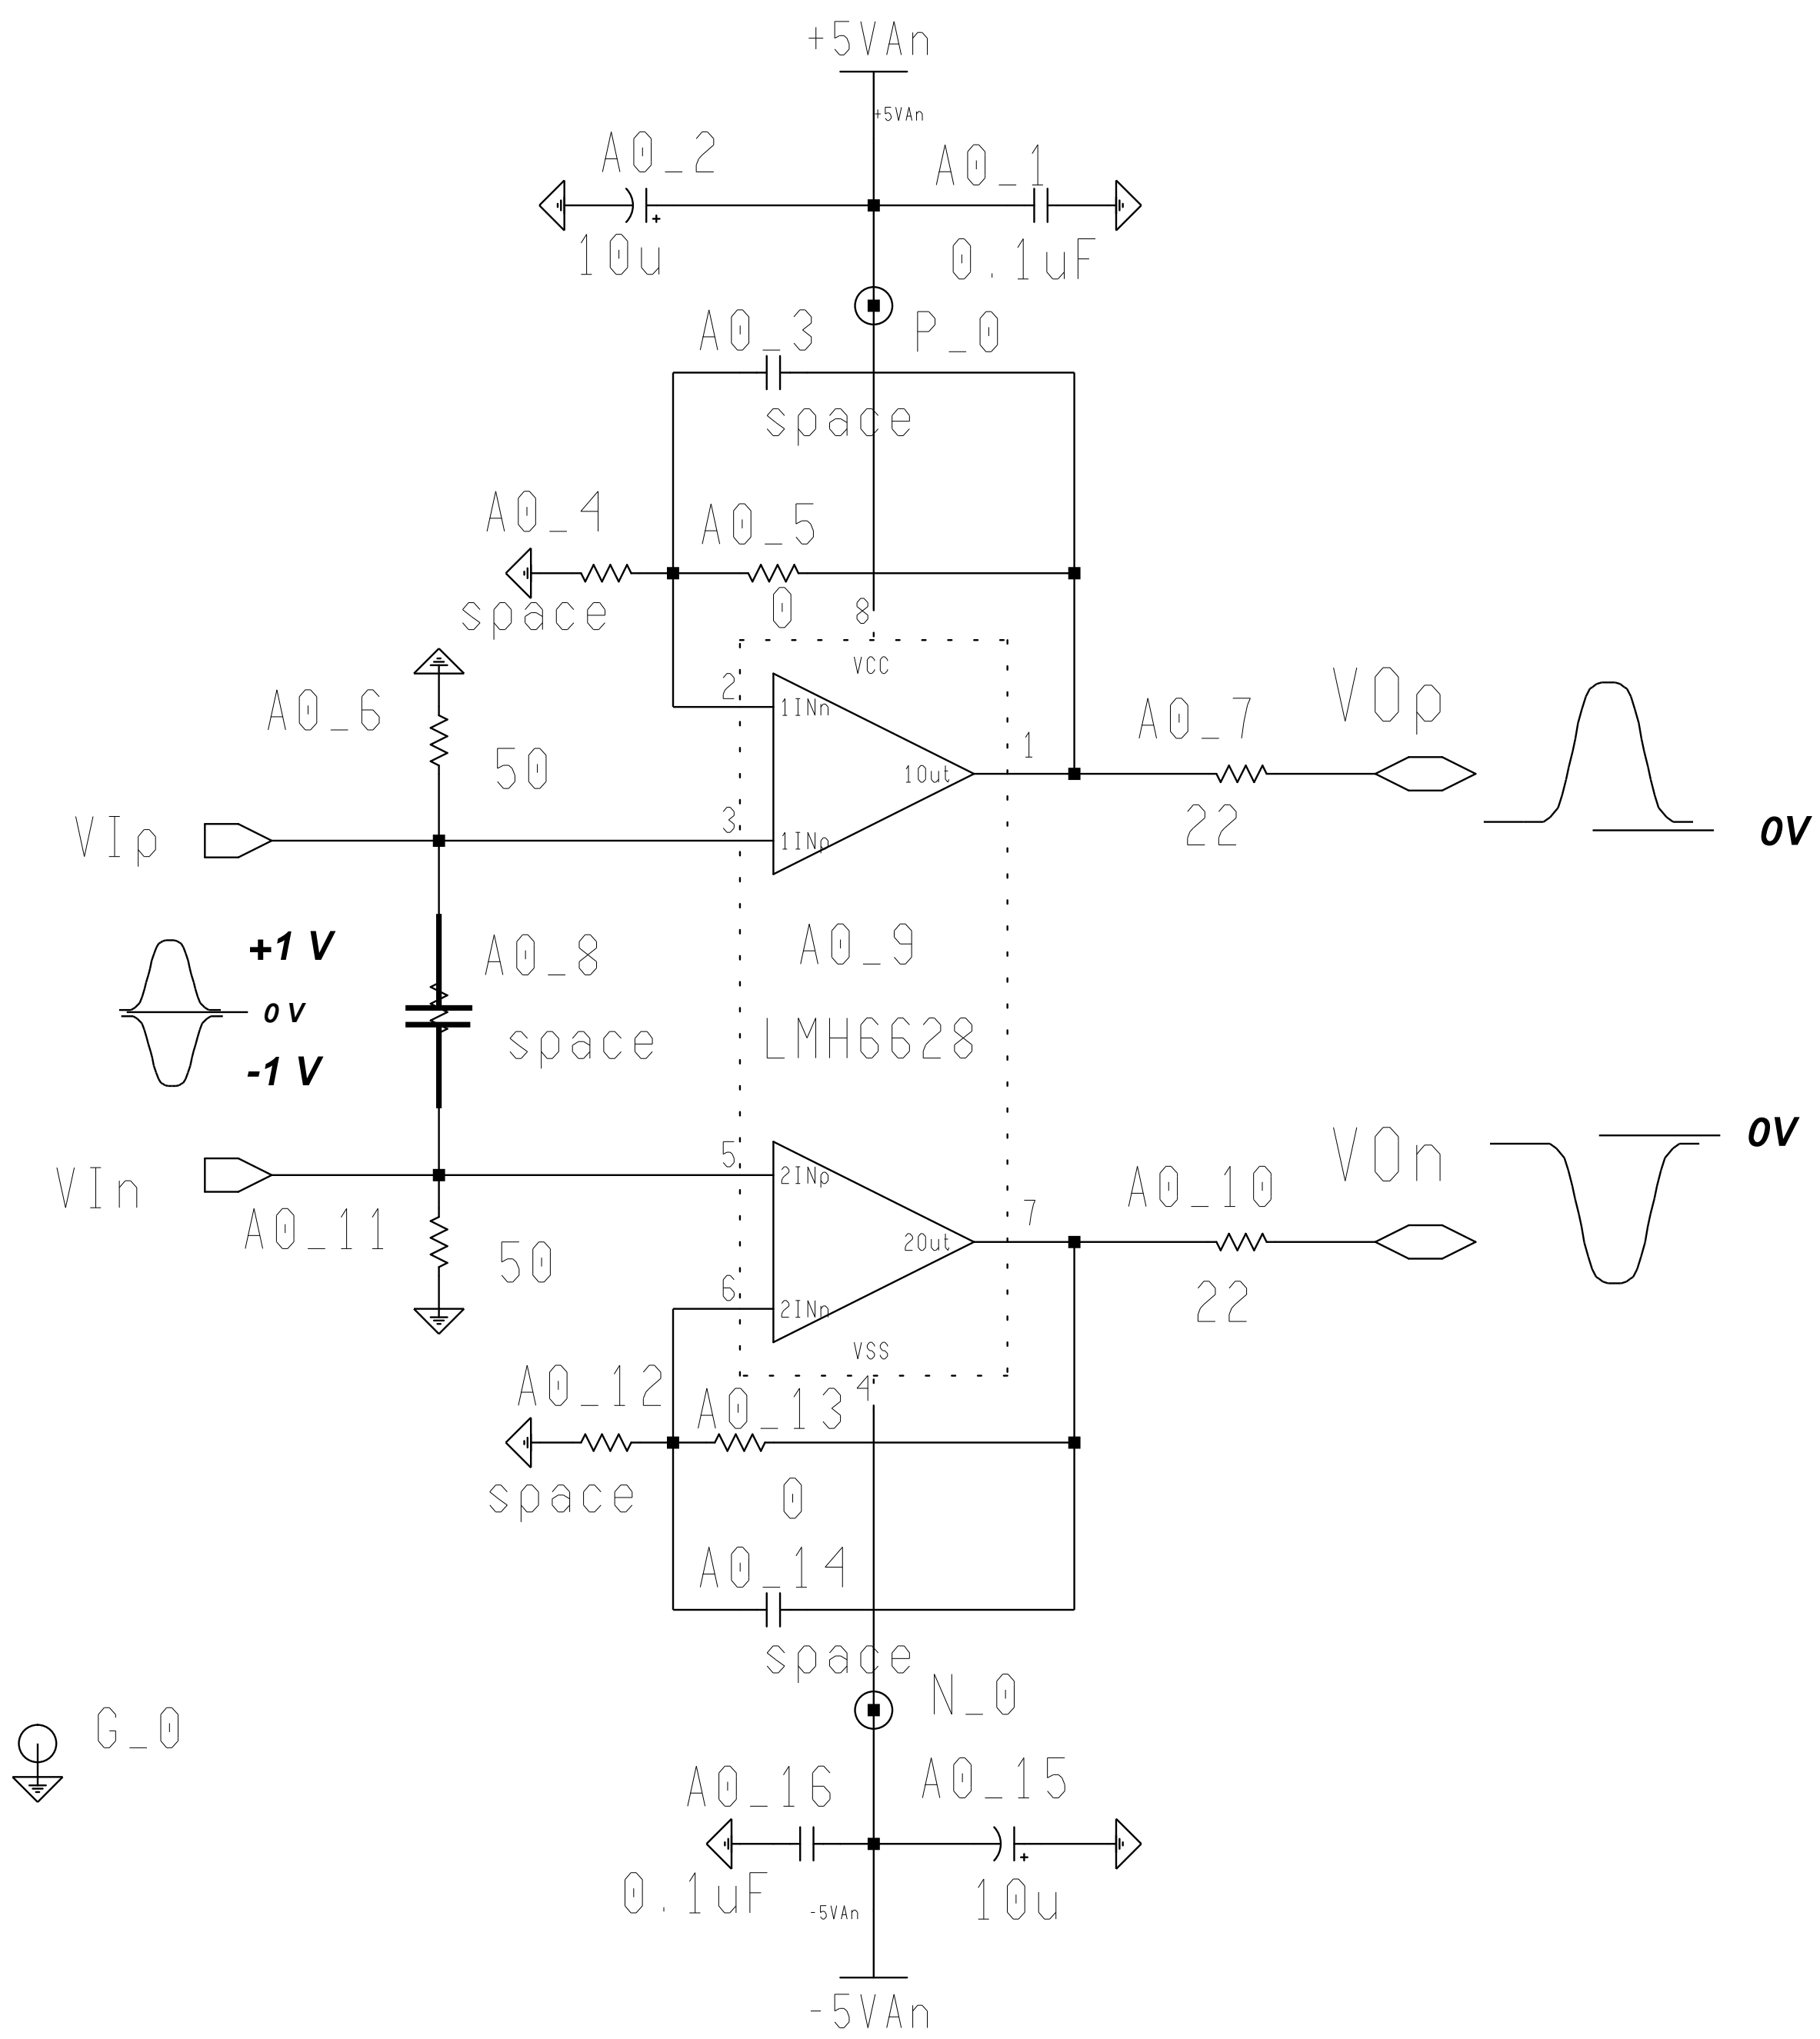 +5VAn
+5VAn
A0_2
A0_1
10u
0.1uF
A0_3
P_0
space
A0_4
A0_5
space
0
8
VCC
A0_6
2
1INn
50
1
1Out
A0_7
VOp
22
VIp
3
1INp
0V
+1 V
A0_8
A0_9
0 V
space
LMH6628
-1 V
VIn
5
2INp
A0_10
VOn
0V
A0_11
50
7
2Out
6
2INn
22
VSS
4
A0_12
A0_13
space
0
A0_14
space
N_0
G_0
A0_16
A0_15
0.1uF
-5VAn
10u
-5VAn